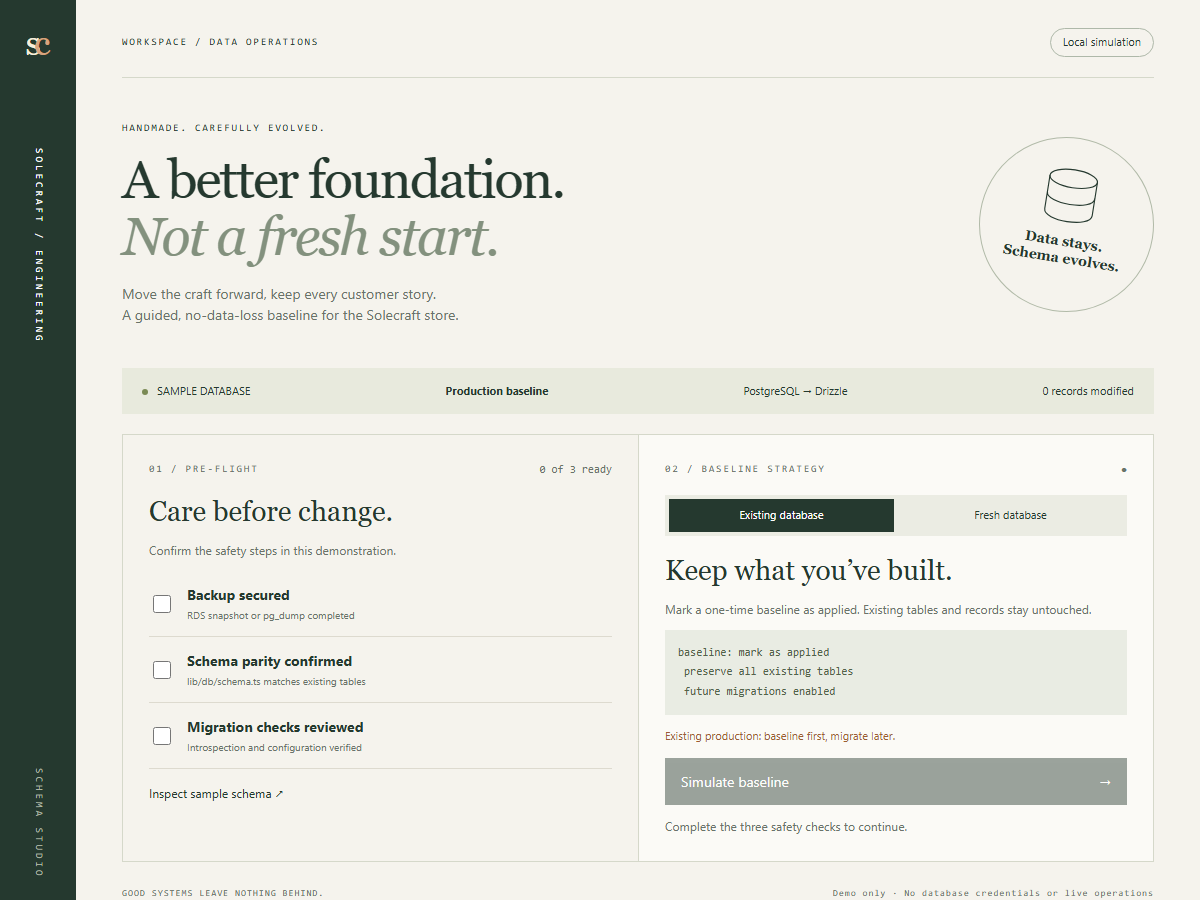 sc
SOLECRAFT / ENGINEERING
SCHEMA STUDIO
WORKSPACE / DATA OPERATIONS
Local simulation
HANDMADE. CAREFULLY EVOLVED.
A better foundation.
Not a fresh start.
Move the craft forward, keep every customer story.
A guided, no-data-loss baseline for the Solecraft store.
Data stays.
Schema evolves.
SAMPLE DATABASE
Production baseline
PostgreSQL → Drizzle
0 records modified
01 / PRE-FLIGHT
0 of 3 ready
Care before change.
Confirm the safety steps in this demonstration.
Backup secured
RDS snapshot or pg_dump completed
Schema parity confirmed
lib/db/schema.ts matches existing tables
Migration checks reviewed
Introspection and configuration verified
Inspect sample schema ↗
02 / BASELINE STRATEGY
Existing database
Fresh database
Keep what you’ve built.
Mark a one-time baseline as applied. Existing tables and records stay untouched.
baseline: mark as applied
preserve all existing tables
future migrations enabled
Existing production: baseline first, migrate later.
Simulate baseline →
Complete the three safety checks to continue.
GOOD SYSTEMS LEAVE NOTHING BEHIND.
Demo only · No database credentials or live operations